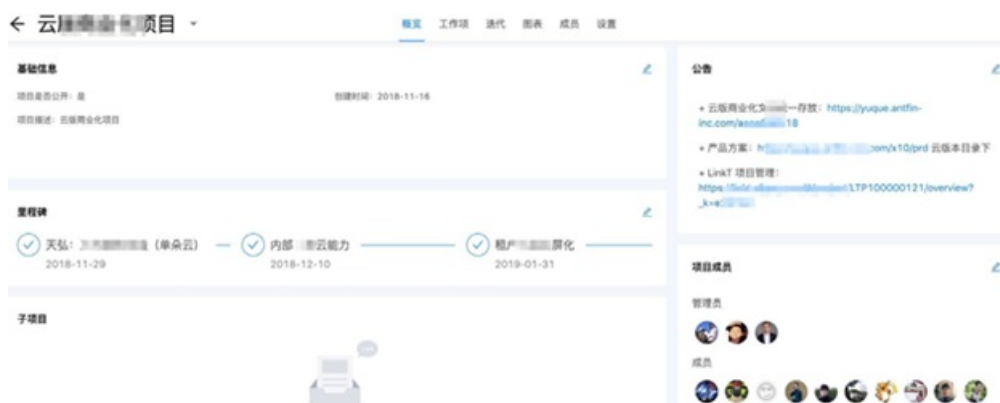 云 项目
概览 工作项 迭代 图表 成员 设置
基础信息
项目是否公开：是 创建时间：2018-11-16
项目描述：云版商业化项目
里程碑
天弘： （单朵云） 内部 云能力 租户 屏化
2018-11-29 2018-12-10 2019-01-31
子项目
公告
+ 云版商业化文 一存放：https://yuque.antfin-
inc.com/ 18
+ 产品方案：h om/x10/prd 云版本目录下
+ LinkT 项目管理：
https LTP100000121/overview?
_k=e
项目成员
管理员
成员